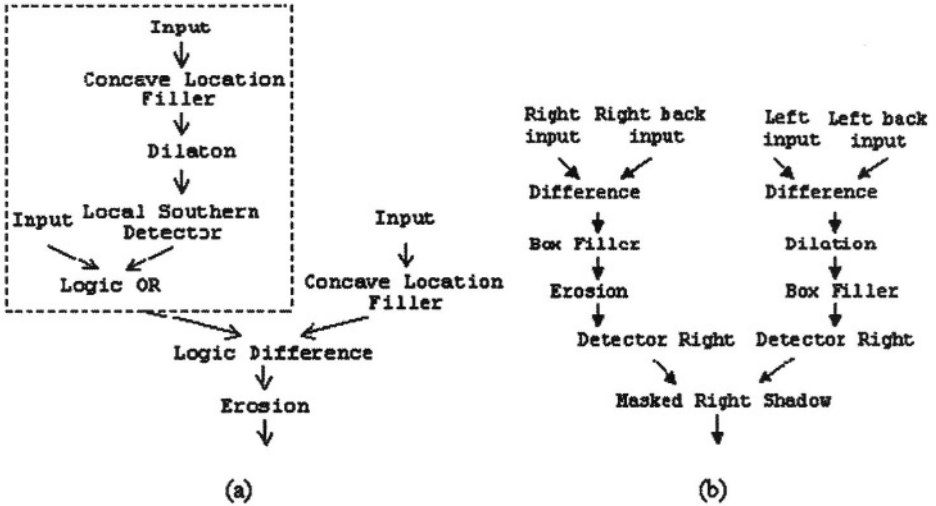 Input
Concave Location
Filler
Dilaton
Input
Local Southern
Detector
Logic OR
Input
Concave Location
Filler
Logic Difference
Erosion
(a)
Right
input
Right back
input
Left
input
Left back
input
Difference
Difference
Box Filler
Dilation
Erosion
Box Filler
Detector Right
Detector Right
Masked Right Shadow
(b)